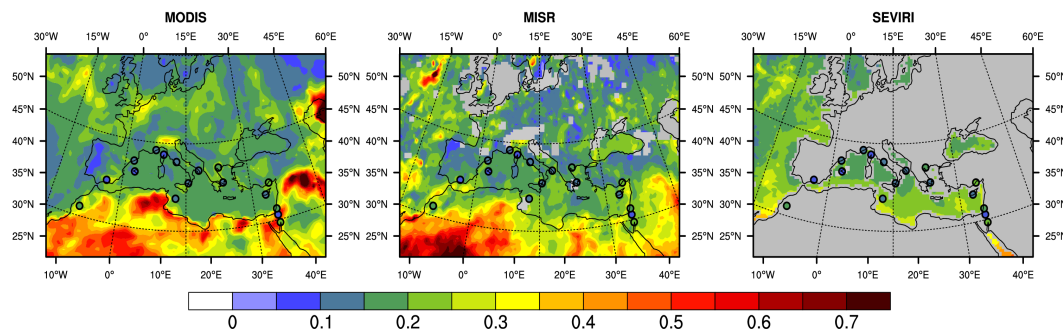 MODIS MISR SEVIRI
30°W 15°W 0° 15°E 30°E 45°E 60°E 30°W 15°W 0° 15°E 30°E 45°E 60°E 30°W 15°W 0° 15°E 30°E 45°E 60°E
50°N 50°N 50°N 50°N 50°N 50°N
45°N 45°N 45°N 45°N 45°N 45°N
40°N 40°N 40°N 40°N 40°N 40°N
35°N 35°N 35°N 35°N 35°N 35°N
30°N 30°N 30°N 30°N 30°N 30°N
25°N 25°N 25°N 25°N 25°N 25°N
10°W 0° 10°E 20°E 30°E 40°E 10°W 0° 10°E 20°E 30°E 40°E 10°W 0° 10°E 20°E 30°E 40°E
0 0.1 0.2 0.3 0.4 0.5 0.6 0.7